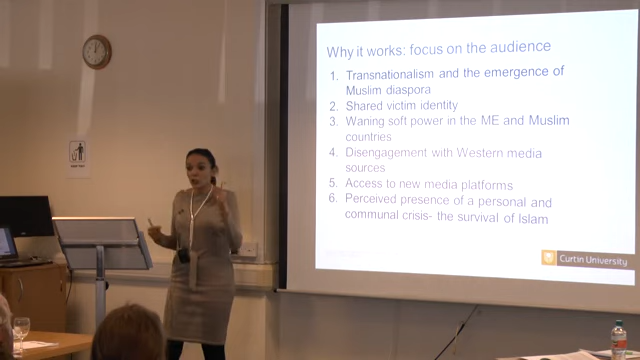 Why it works: focus on the audience
1. Transnationalism and the emergence of
Muslim diaspora
2. Shared victim identity
3. Waning soft power in the ME and Muslim
countries
4. Disengagement with Western media
sources
5. Access to new media platforms
6. Perceived presence of a personal and
communal crisis- the survival of Islam
Curtin University